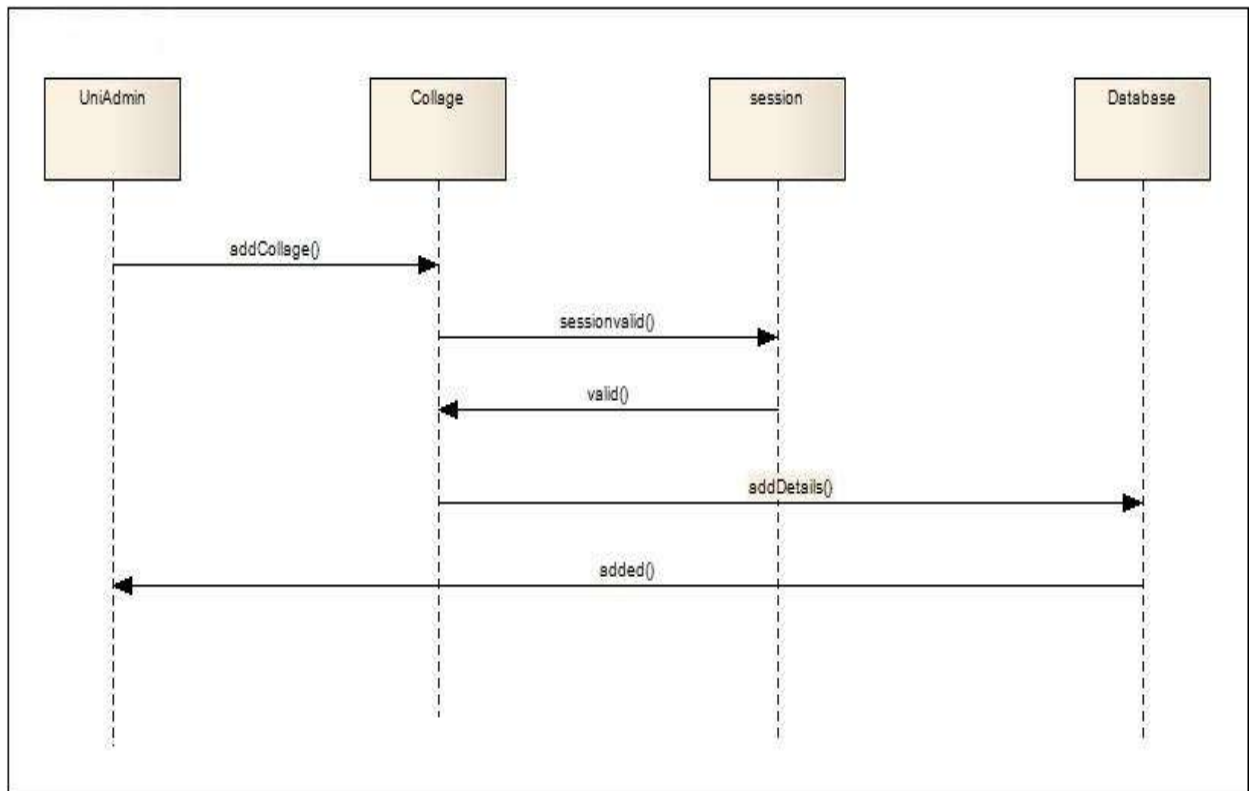 UniAdmin
Collage
session
Database
addCollage()
sessionvalid()
valid()
addDetails()
added()